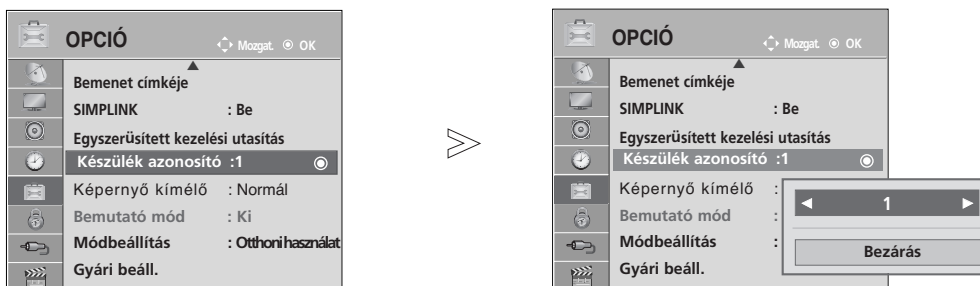 OPCIÓ
Mozgat. OK
Bemenet címkéje
SIMPLINK : Be
Egyszerűsített kezelési utasítás
Készülék azonosító :1
Képernyő kímélő : Normál
Bemutató mód : Ki
Módbeállítás : Otthoni használat
Gyári beáll.
OPCIÓ
Mozgat. OK
Bemenet címkéje
SIMPLINK : Be
Egyszerűsített kezelési utasítás
Készülék azonosító :1
Képernyő kímélő :
Bemutató mód :
Módbeállítás :
Gyári beáll.
◄ 1 ►
Bezárás